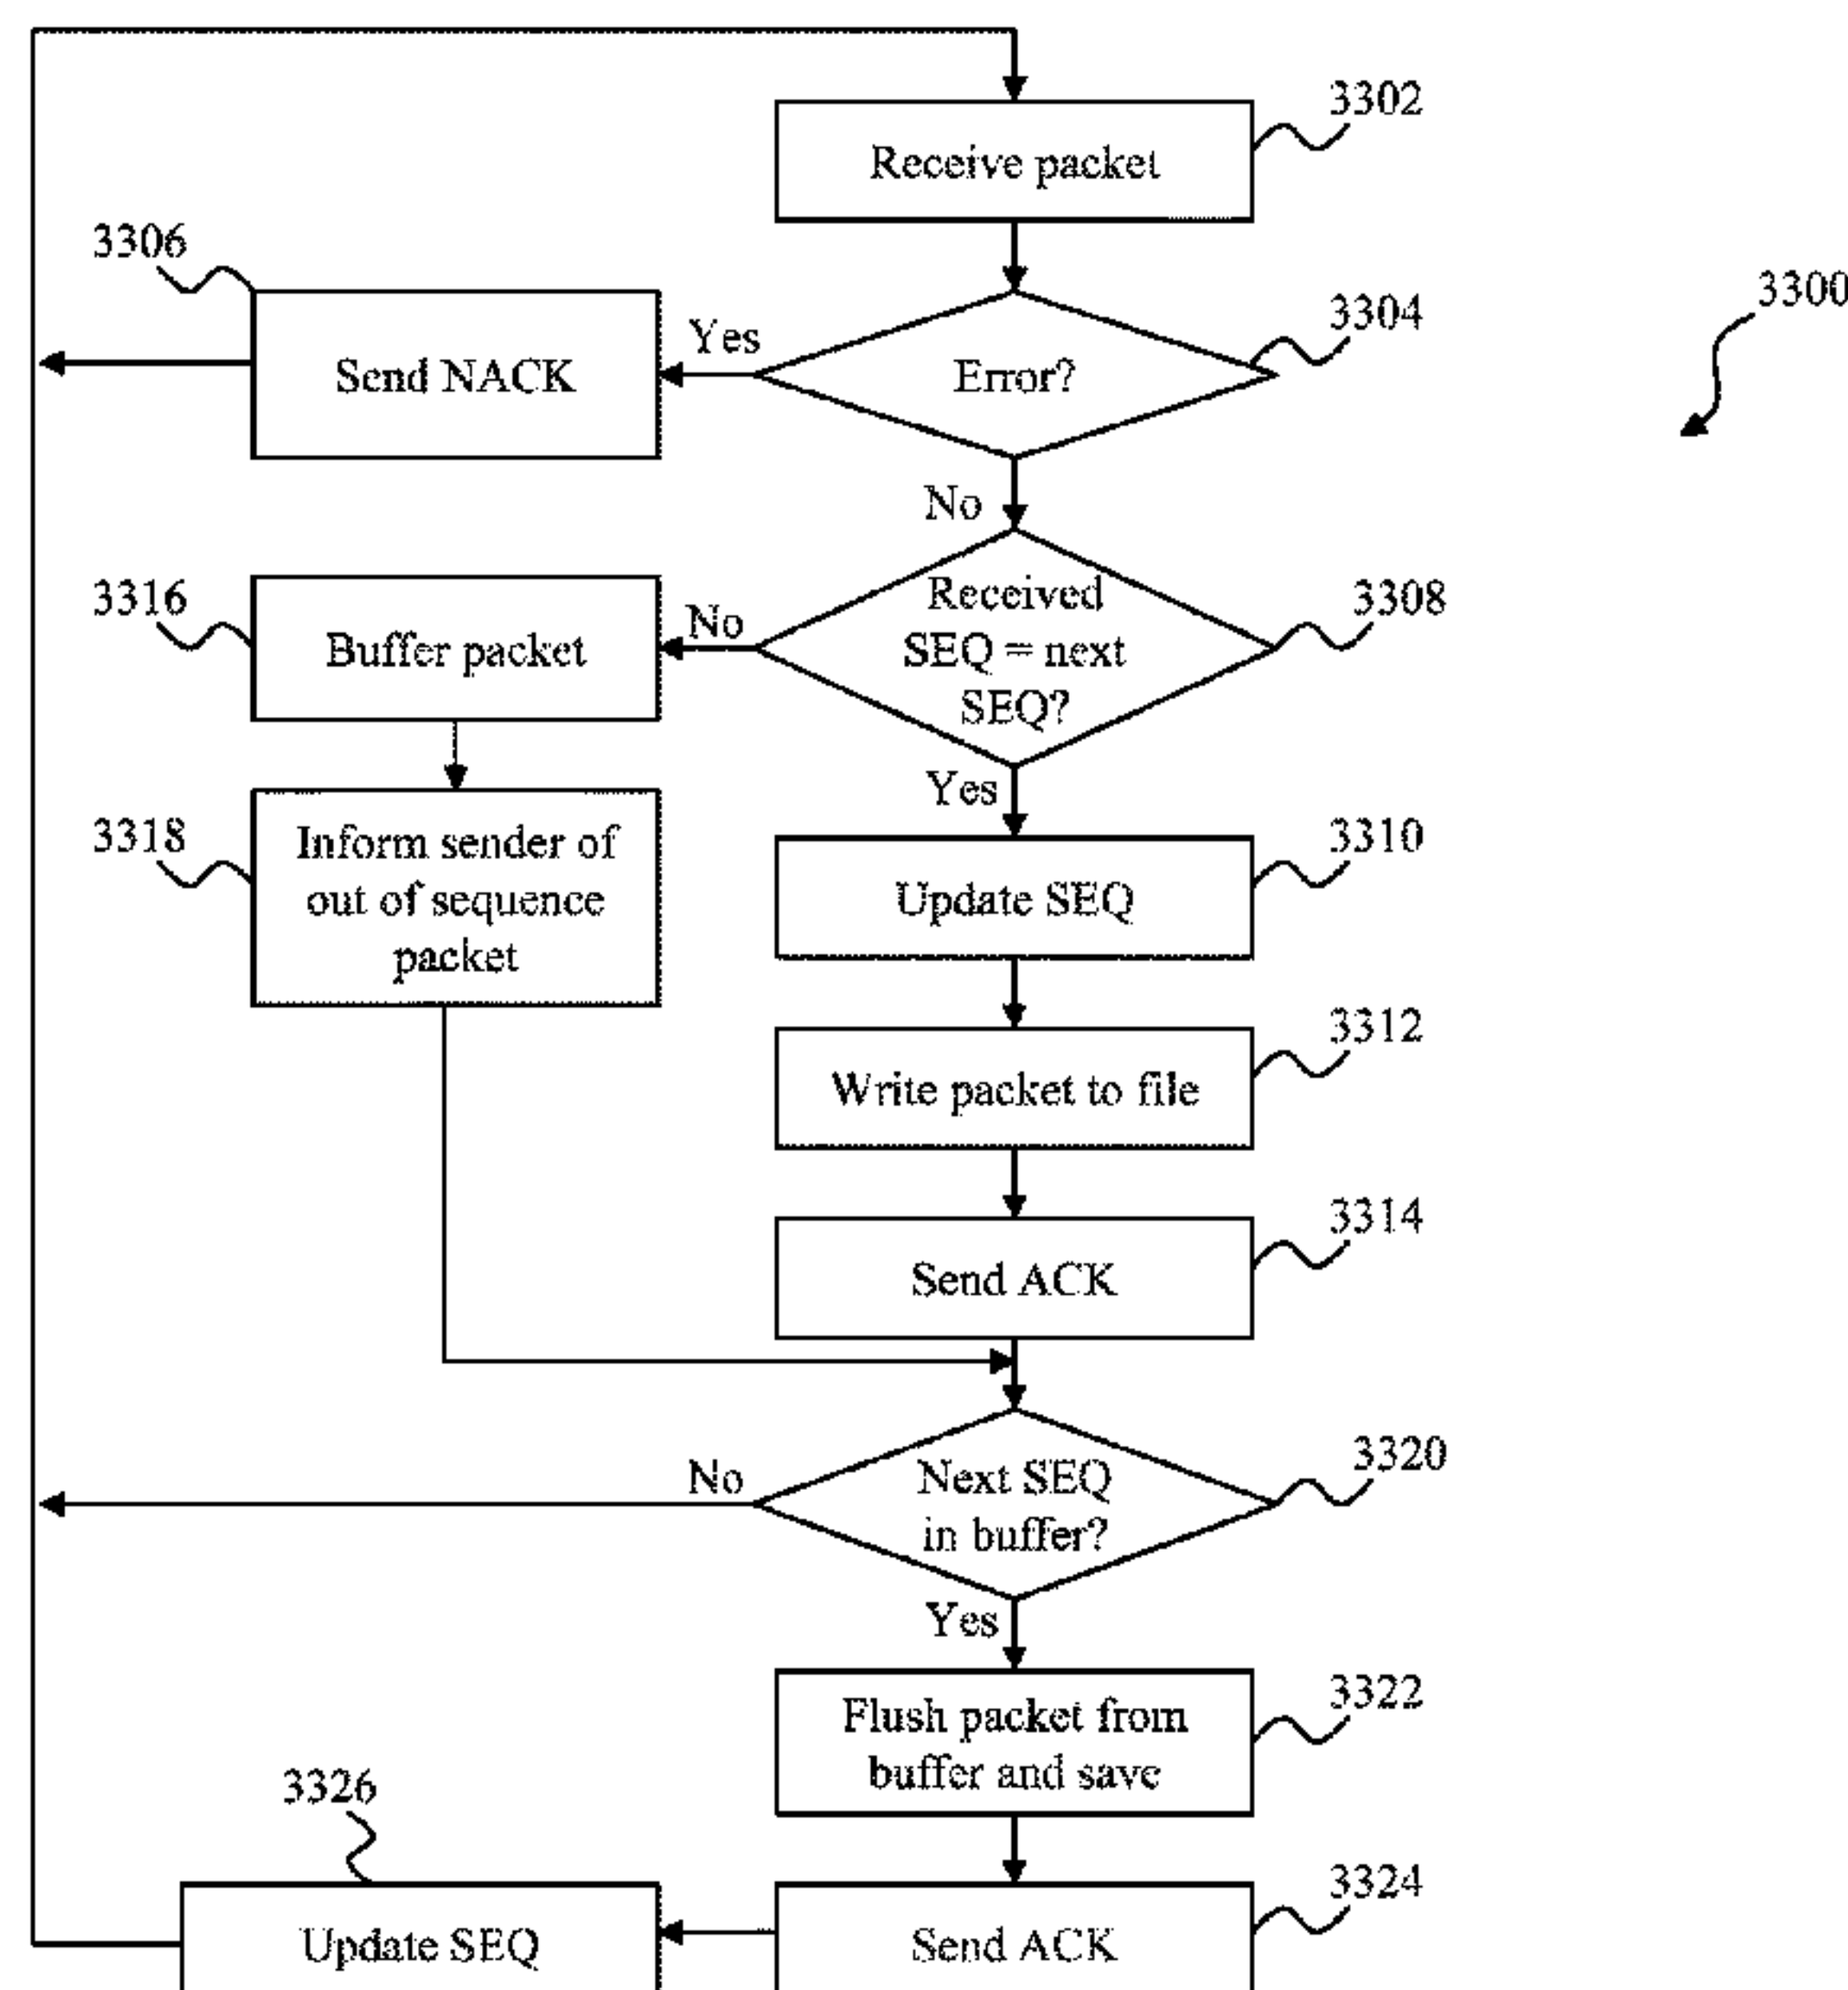 3302
Receive packet
3306
3300
3304
Yes
Send NACK
Error?
No
3316
3308
Received
SEQ = next
SEQ?
No
Buffer packet
Yes
3318
3310
Inform sender of
out of sequence
packet
Update SEQ
3312
Write packet to file
3314
Send ACK
3320
No
Next SEQ
in buffer?
Yes
3322
Flush packet from
buffer and save
3326
3324
Update SEQ
Send ACK